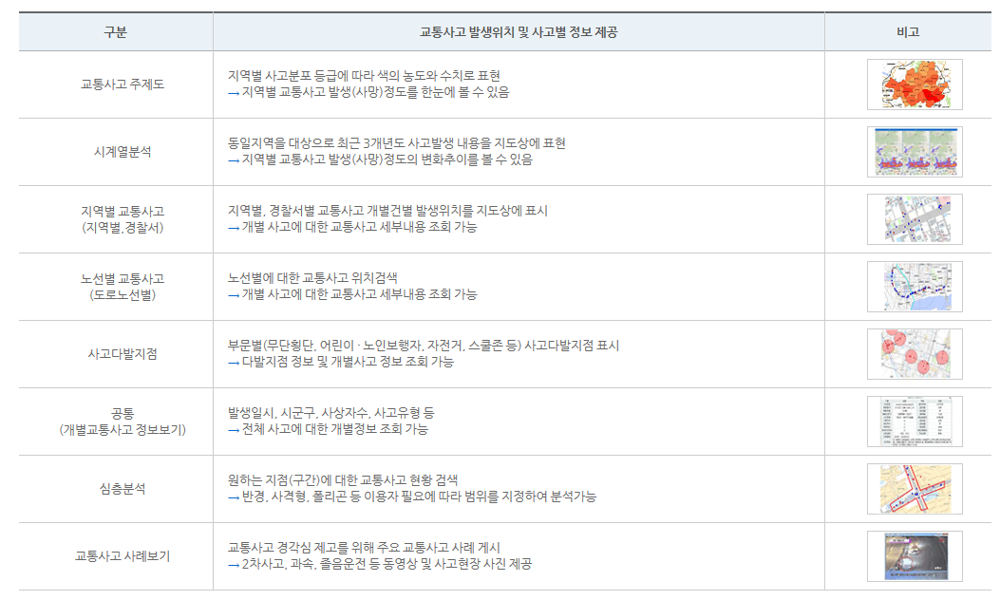 구분
교통사고 발생위치 및 사고별 정보 제공
비고
교통사고 주제도
지역별 사고분포 등급에 따라 색의 농도와 수치로 표현
→ 지역별 교통사고 발생(사망)정도를 한눈에 볼 수 있음
시계열분석
동일지역을 대상으로 최근 3개년도 사고발생 내용을 지도상에 표현
→ 지역별 교통사고 발생(사망)정도의 변화추이를 볼 수 있음
지역별 교통사고
(지역별,경찰서)
지역별, 경찰서별 교통사고 개별건별 발생위치를 지도상에 표시
→ 개별 사고에 대한 교통사고 세부내용 조회 가능
노선별 교통사고
(도로노선별)
노선별에 대한 교통사고 위치검색
→ 개별 사고에 대한 교통사고 세부내용 조회 가능
사고다발지점
부문별(무단횡단, 어린이 · 노인보행자, 자전거, 스쿨존 등) 사고다발지점 표시
→ 다발지점 정보 및 개별사고 정보 조회 가능
공통
(개별교통사고 정보보기)
발생일시, 시군구, 사상자수, 사고유형 등
→ 전체 사고에 대한 개별정보 조회 가능
심층분석
원하는 지점(구간)에 대한 교통사고 현황 검색
→ 반경, 사각형, 폴리곤 등 이용자 필요에 따라 범위를 지정하여 분석가능
교통사고 사례보기
교통사고 경각심 제고를 위해 주요 교통사고 사례 게시
→ 2차사고, 과속, 졸음운전 등 동영상 및 사고현장 사진 제공